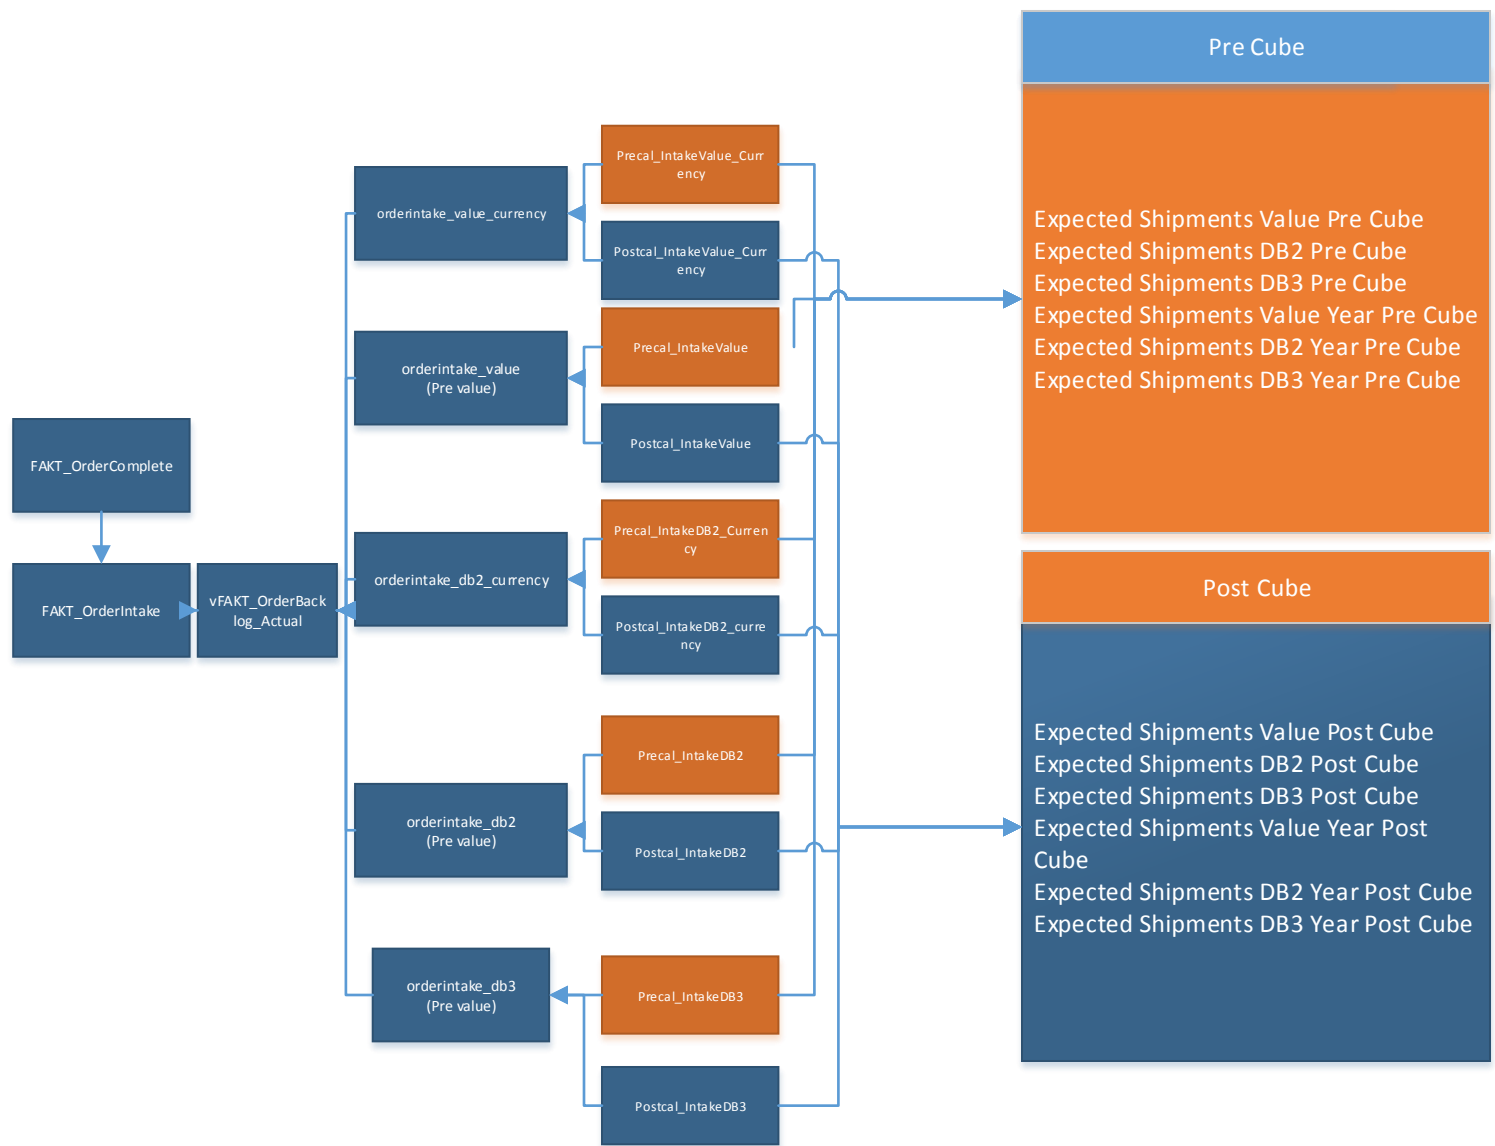 Pre Cube
Expected Shipments Value Pre Cube
Expected Shipments DB2 Pre Cube
Expected Shipments DB3 Pre Cube
Expected Shipments Value Year Pre Cube
Expected Shipments DB2 Year Pre Cube
Expected Shipments DB3 Year Pre Cube
Post Cube
Expected Shipments Value Post Cube
Expected Shipments DB2 Post Cube
Expected Shipments DB3 Post Cube
Expected Shipments Value Year Post
Cube
Expected Shipments DB2 Year Post Cube
Expected Shipments DB3 Year Post Cube
FAKT_OrderComplete
FAKT_OrderIntake
vFAKT_OrderBack
log_Actual
orderintake_value_currency
orderintake_value
(Pre value)
orderintake_db2_currency
orderintake_db2
(Pre value)
orderintake_db3
(Pre value)
Precal_IntakeValue_Curr
ency
Postcal_IntakeValue_Curr
ency
Precal_IntakeValue
Postcal_IntakeValue
Precal_IntakeDB2_Curren
cy
Postcal_IntakeDB2_curre
ncy
Precal_IntakeDB2
Postcal_IntakeDB2
Precal_IntakeDB3
Postcal_IntakeDB3